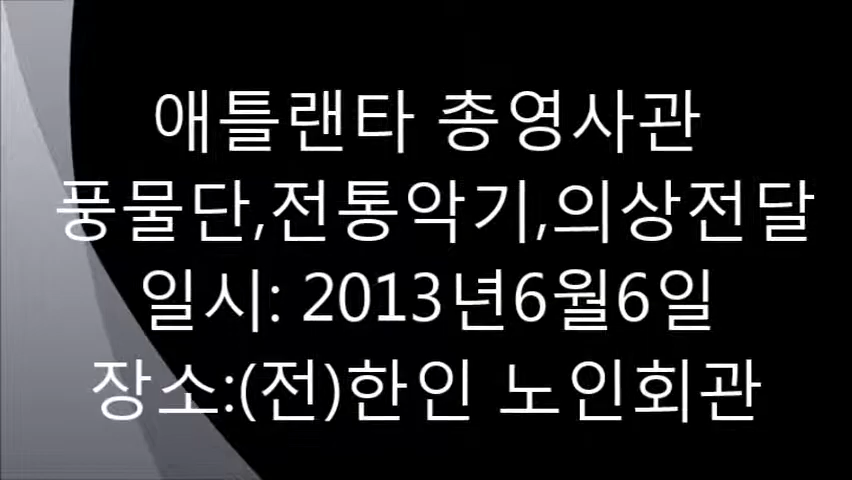 애틀랜타 총영사관
풍물단,전통악기,의상전달
일시: 2013년6월6일
장소:(전)한인 노인회관